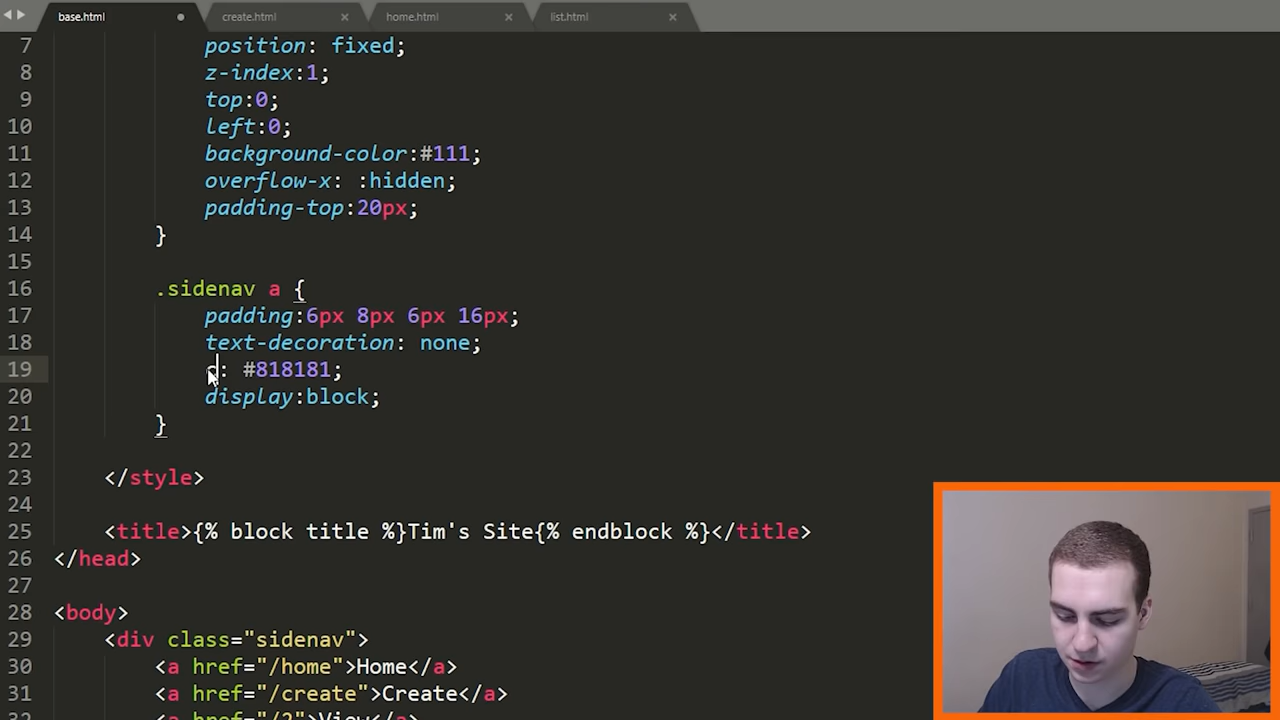 base.html create.html home.html list.html
7 position: fixed;
8 z-index:1;
9 top:0;
10 left:0;
11 background-color:#111;
12 overflow-x: :hidden;
13 padding-top:20px;
14 }
15
16 .sidenav a {
17 padding:6px 8px 6px 16px;
18 text-decoration: none;
19 c: #818181;
20 display:block;
21 }
22
23 </style>
24
25 <title>{% block title %}Tim's Site{% endblock %}</title>
26 </head>
27
28 <body>
29 <div class="sidenav">
30 <a href="/home">Home</a>
31 <a href="/create">Create</a>
32 <a href="/2">View</a>